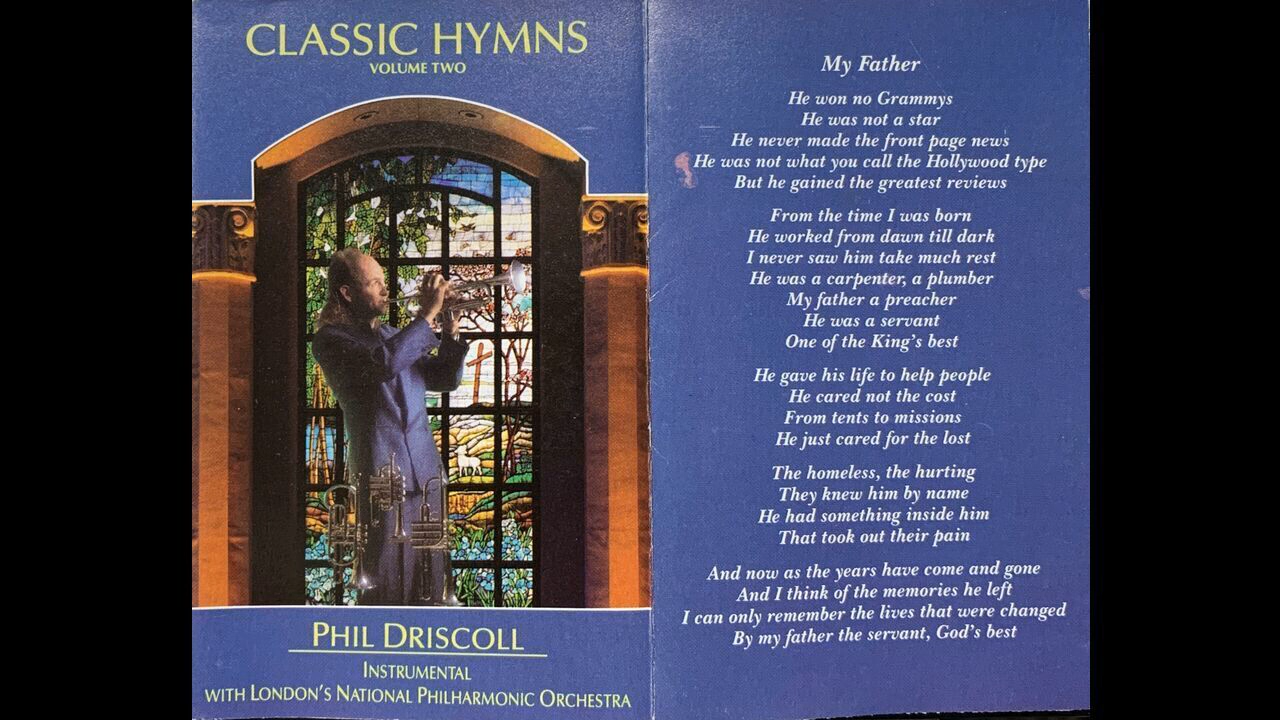 CLASSIC HYMNS
VOLUME TWO
PHIL DRISCOLL
INSTRUMENTAL
WITH LONDON'S NATIONAL PHILHARMONIC ORCHESTRA
My Father
He won no Grammys
He was not a star
He never made the front page news
He was not what you call the Hollywood type
But he gained the greatest reviews
From the time I was born
He worked from dawn till dark
I never saw him take much rest
He was a carpenter, a plumber
My father a preacher
He was a servant
One of the King's best
He gave his life to help people
He cared not the cost
From tents to missions
He just cared for the lost
The homeless, the hurting
They knew him by name
He had something inside him
That took out their pain
And now as the years have come and gone
And I think of the memories he left
I can only remember the lives that were changed
By my father the servant, God's best